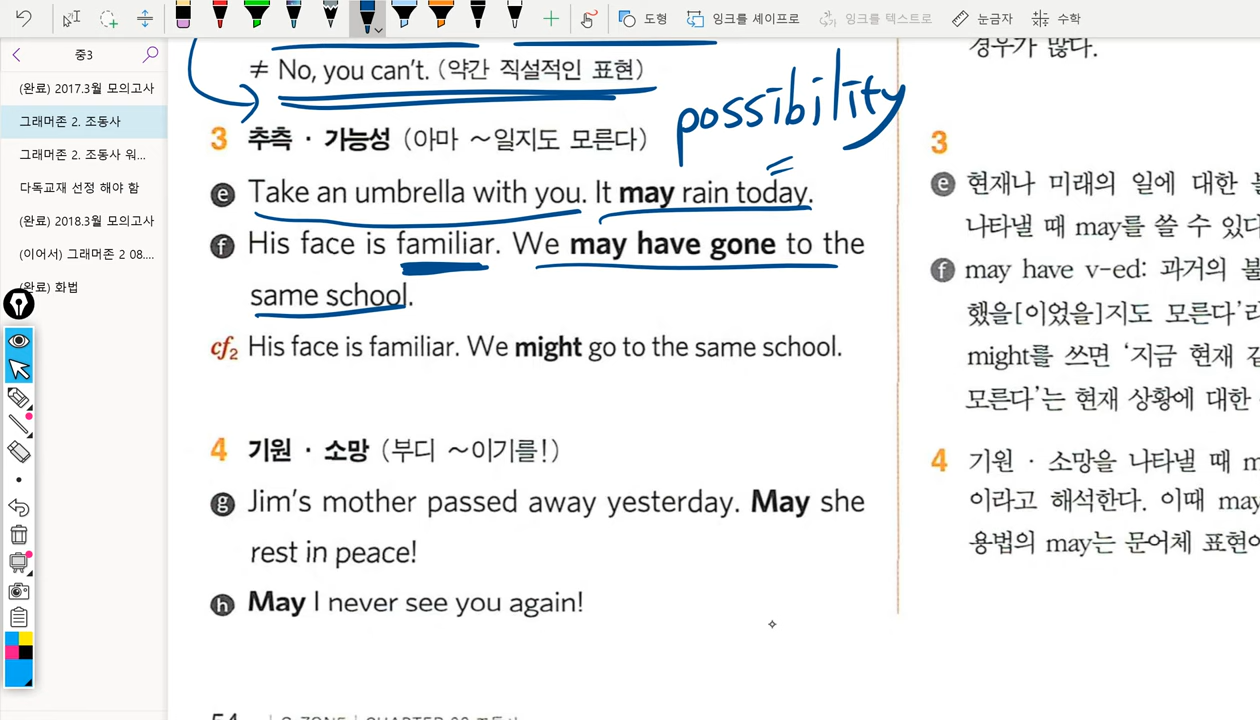 도형
잉크를 셰이프로
잉크를 텍스트로
눈금자
수학
중3
(완료) 2017.3월 모의고사
그래머존 2. 조동사
그래머존 2. 조동사 워...
다독교재 선정 해야 함
(완료) 2018.3월 모의고사
(이어서) 그래머존 2 08....
완료) 화법
≠ No, you can't. (약간 직설적인 표현)
possibility
3 추측 · 가능성 (아마 ~일지도 모른다)
e Take an umbrella with you. It may rain today.
f His face is familiar. We may have gone to the
same school.
cf2 His face is familiar. We might go to the same school.
4 기원 · 소망 (부디 ~이기를!)
g Jim's mother passed away yesterday. May she
rest in peace!
h May I never see you again!
경우가 많다.
3
e 현재나 미래의 일에 대한
나타낼 때 may를 쓸 수 있다
f may have v-ed: 과거의
했을[이었을]지도 모른다'라
might를 쓰면 '지금 현재
모른다'는 현재 상황에 대한
4 기원 · 소망을 나타낼 때 m
이라고 해석한다. 이때 may
용법의 may는 문어체 표현이